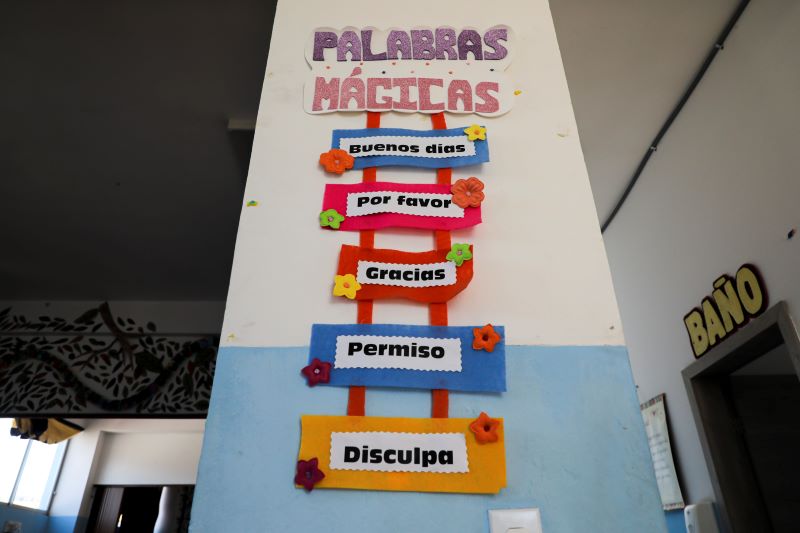 PALABRAS
MÁGICAS
Buenos días
Por favor
Gracias
Permiso
Disculpa
BAÑO